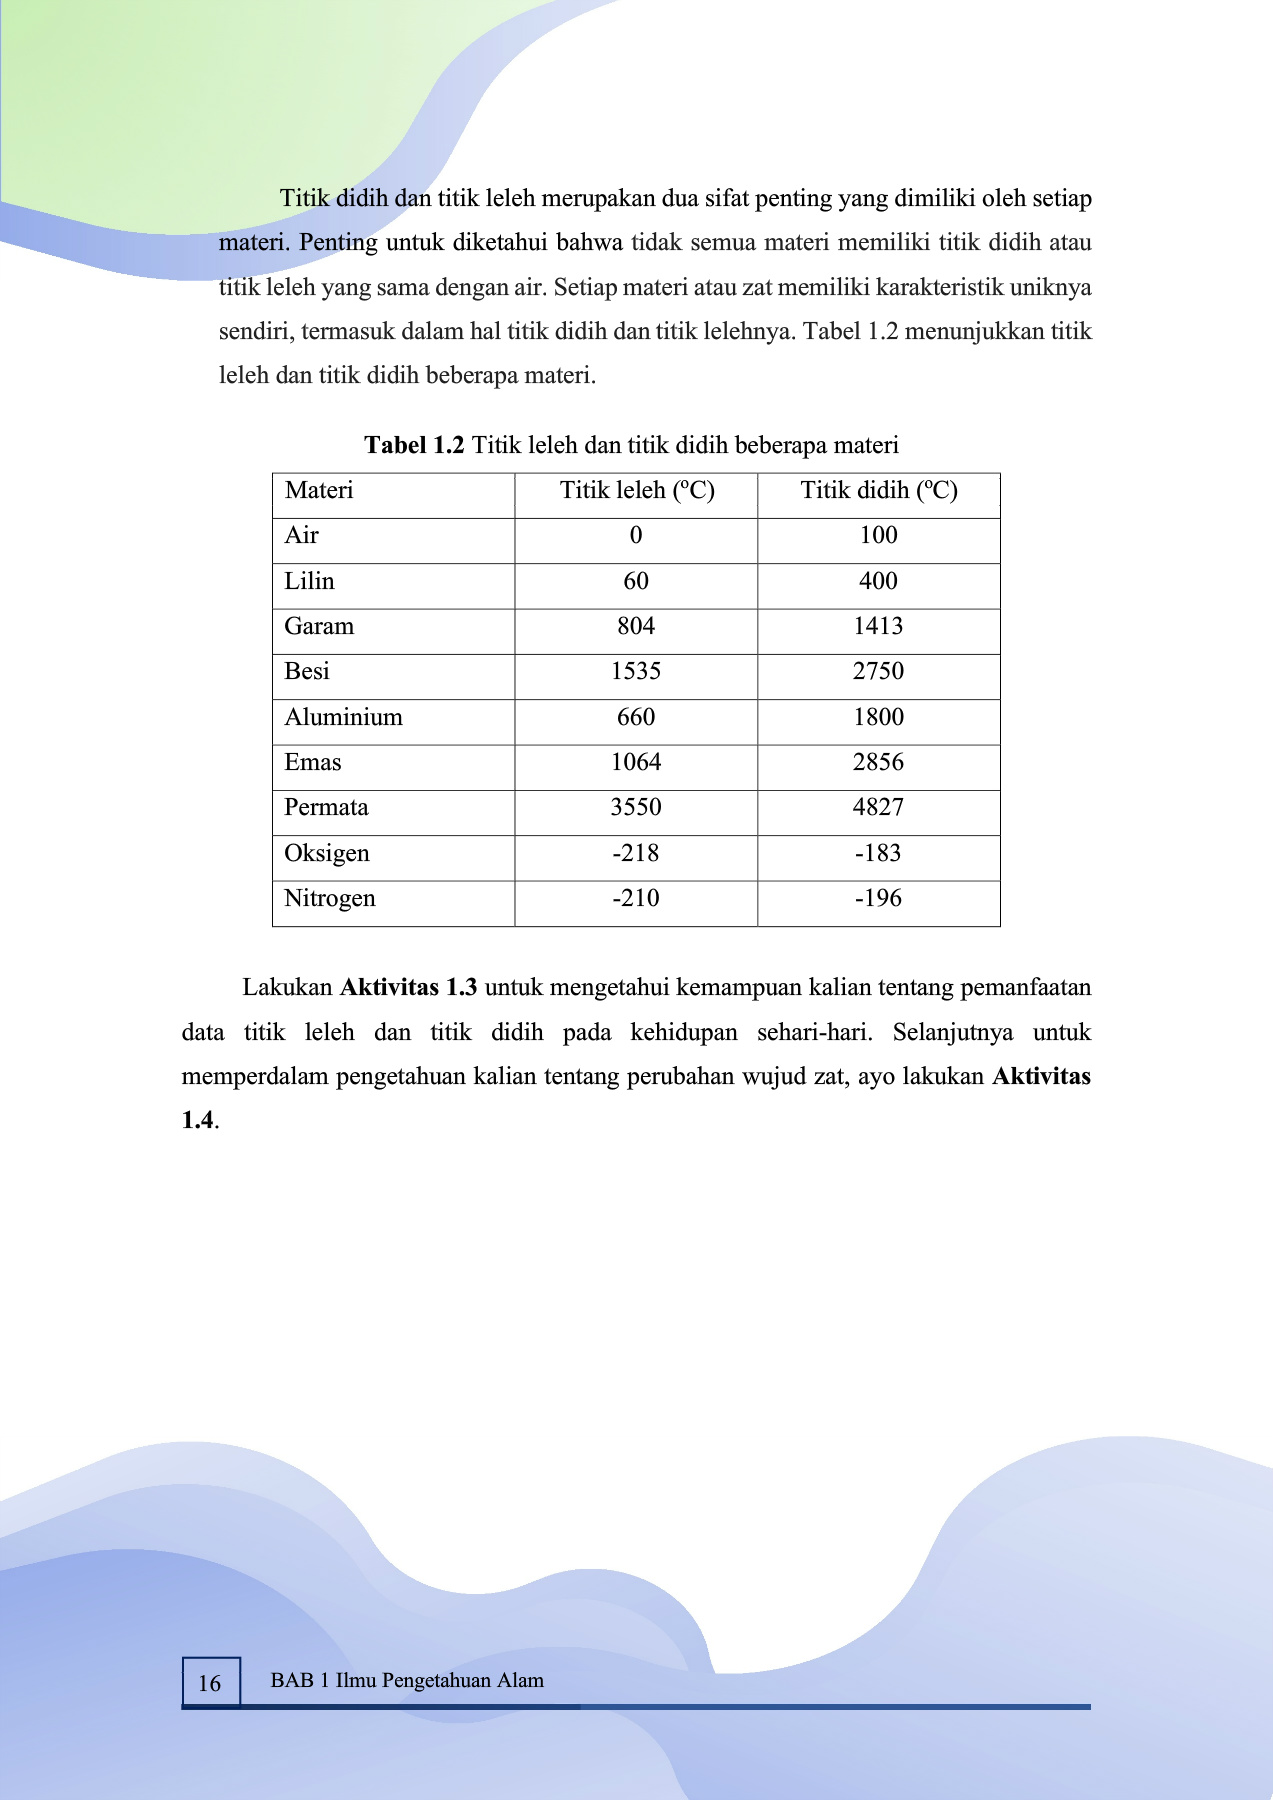 Titik didih dan titik leleh merupakan dua sifat penting yang dimiliki oleh setiap
materi. Penting untuk diketahui bahwa tidak semua materi memiliki titik didih atau
titik leleh yang sama dengan air. Setiap materi atau zat memiliki karakteristik uniknya
sendiri, termasuk dalam hal titik didih dan titik lelehnya. Tabel 1.2 menunjukkan titik
leleh dan titik didih beberapa materi.
Tabel 1.2 Titik leleh dan titik didih beberapa materi
Materi Titik leleh (ºC) Titik didih (ºC)
Air 0 100
Lilin 60 400
Garam 804 1413
Besi 1535 2750
Aluminium 660 1800
Emas 1064 2856
Permata 3550 4827
Oksigen -218 -183
Nitrogen -210 -196
Lakukan Aktivitas 1.3 untuk mengetahui kemampuan kalian tentang pemanfaatan
data titik leleh dan titik didih pada kehidupan sehari-hari. Selanjutnya untuk
memperdalam pengetahuan kalian tentang perubahan wujud zat, ayo lakukan Aktivitas
1.4.
16 BAB 1 Ilmu Pengetahuan Alam